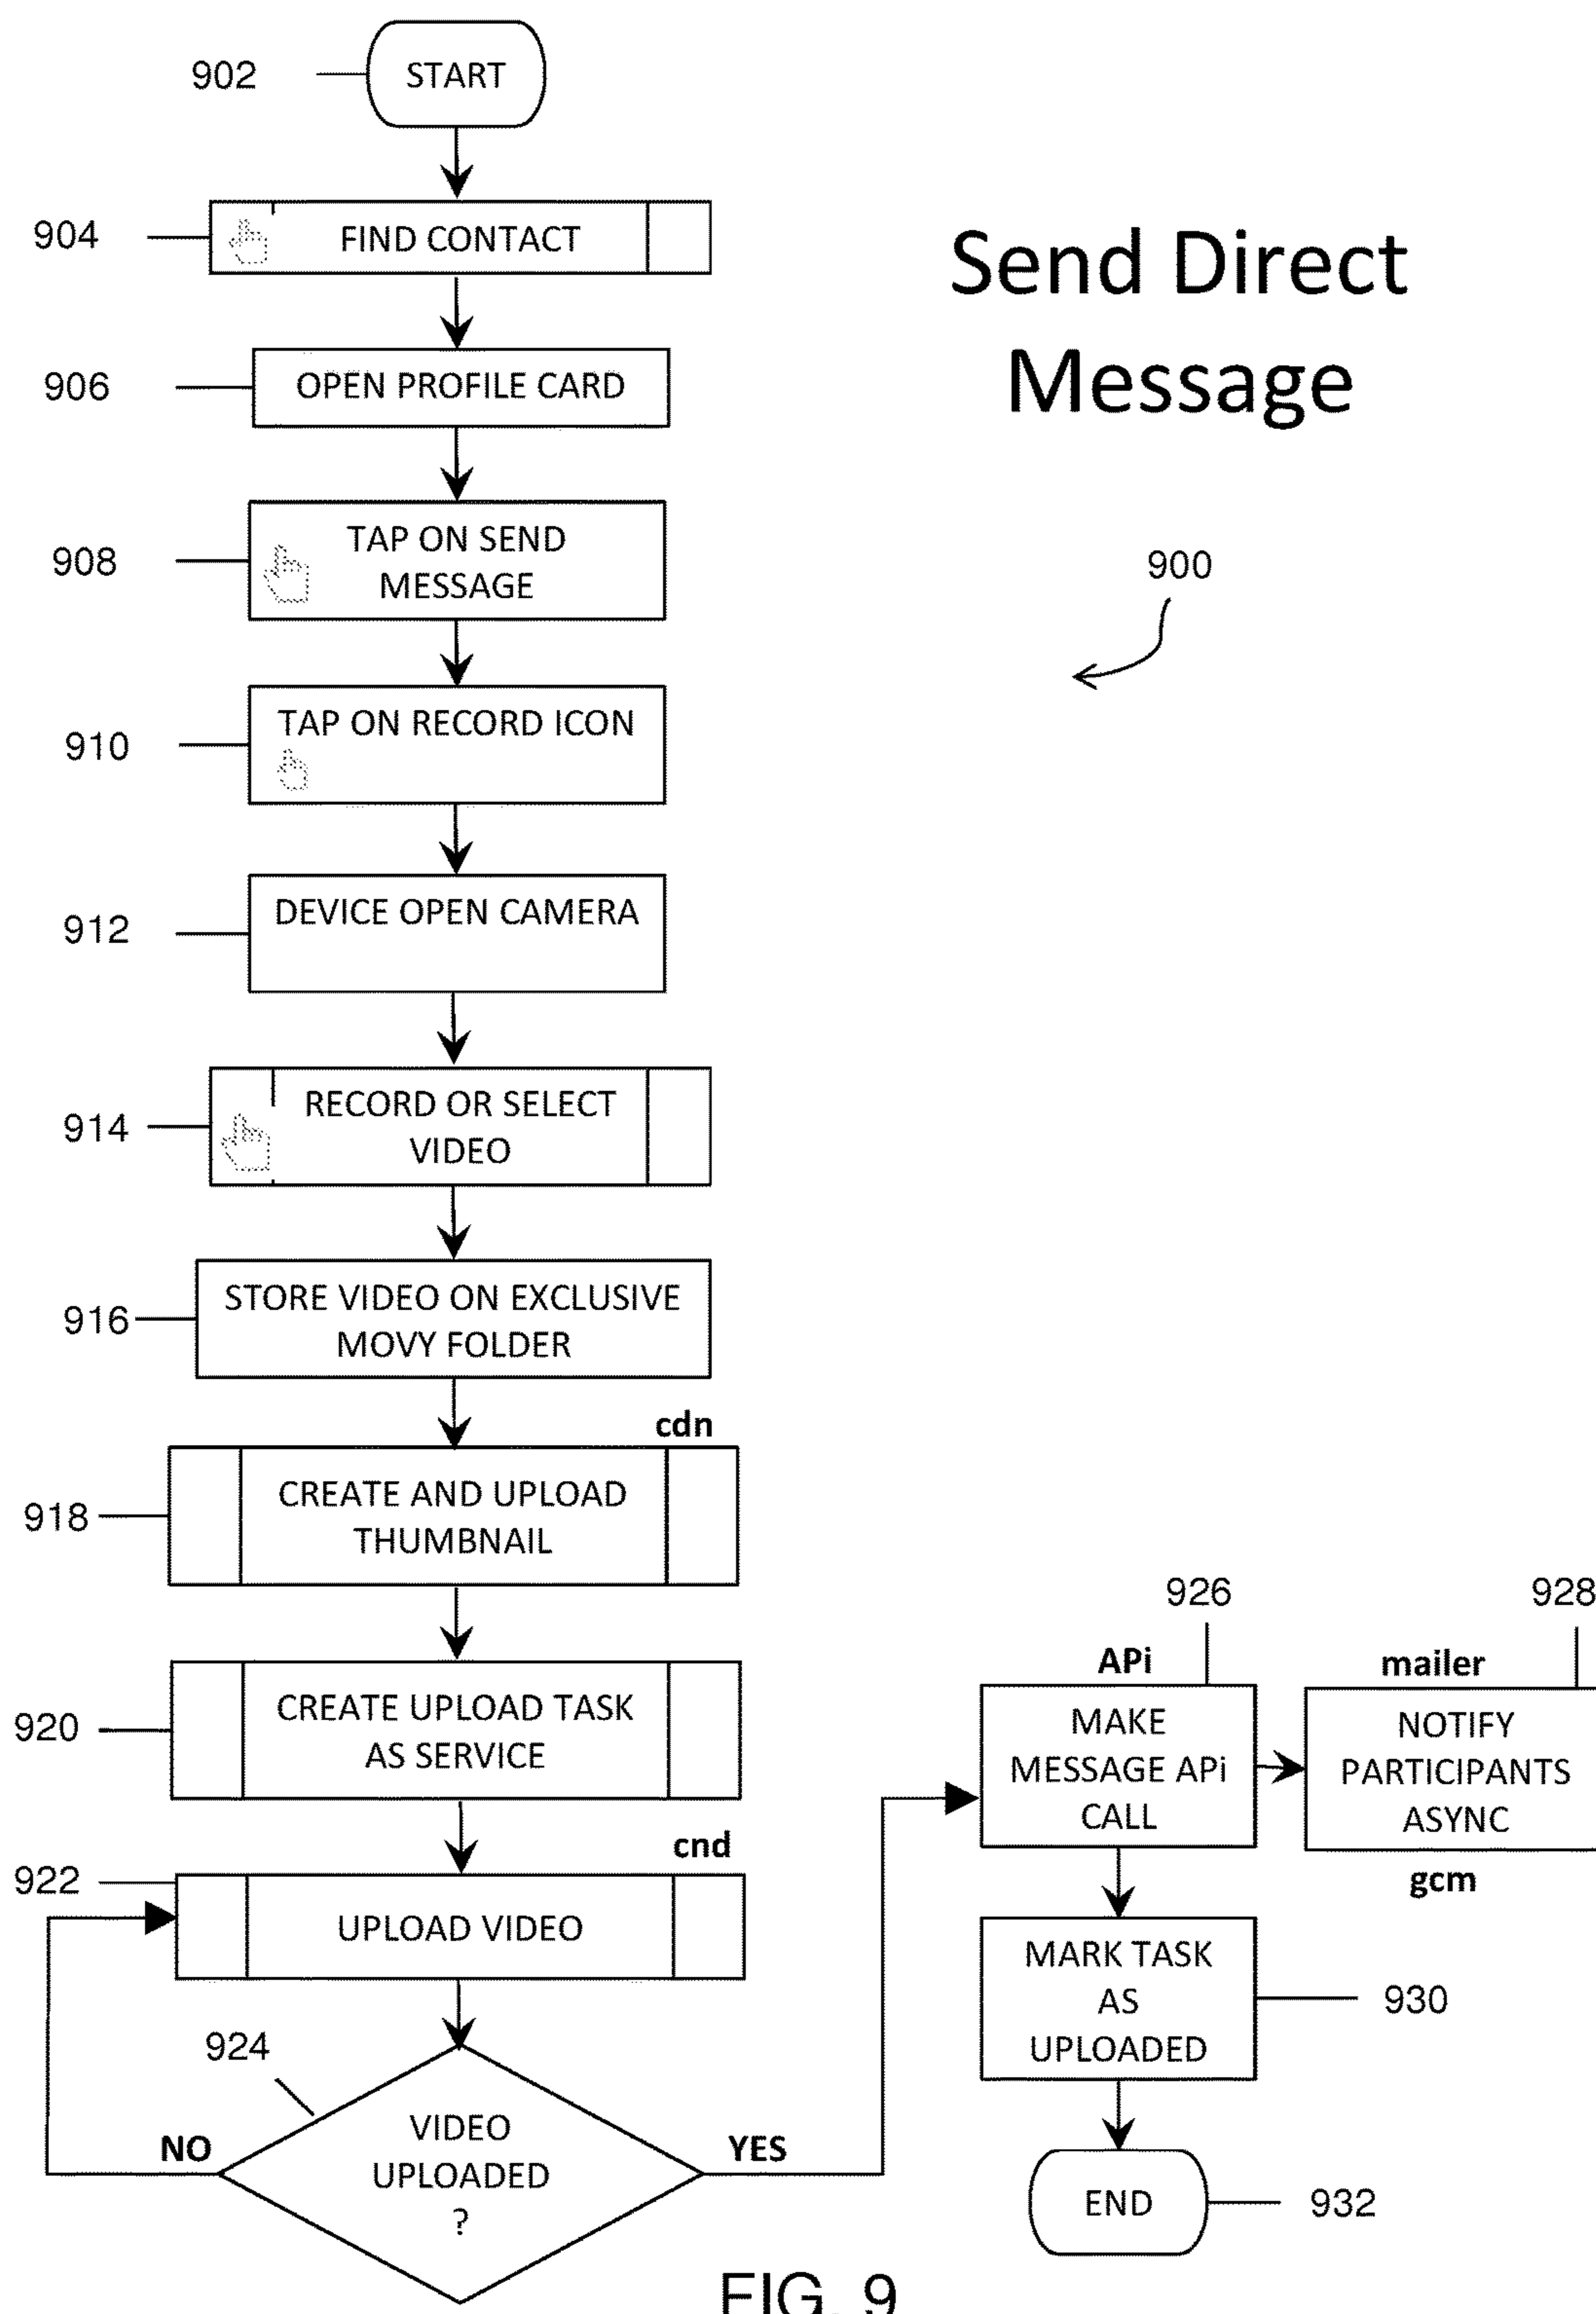 902
START
904
FIND CONTACT
Send Direct
Message
906
OPEN PROFILE CARD
908
TAP ON SEND
MESSAGE
900
910
TAP ON RECORD ICON
912
DEVICE OPEN CAMERA
914
RECORD OR SELECT
VIDEO
916
STORE VIDEO ON EXCLUSIVE
MOVY FOLDER
cdn
918
CREATE AND UPLOAD
THUMBNAIL
920
CREATE UPLOAD TASK
AS SERVICE
cnd
922
UPLOAD VIDEO
924
VIDEO
UPLOADED
?
NO
YES
926
APi
MAKE
MESSAGE APi
CALL
928
mailer
NOTIFY
PARTICIPANTS
ASYNC
gcm
MARK TASK
AS
UPLOADED
930
END
932
FIG. 9